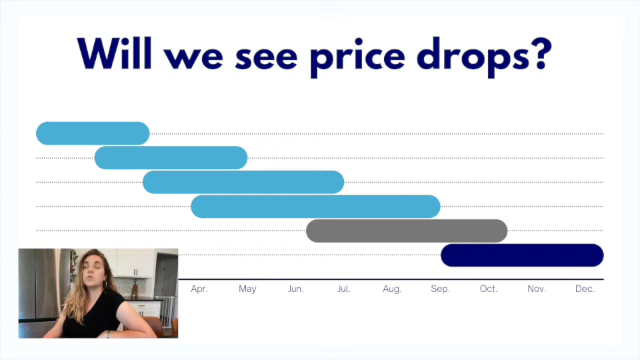 Will we see price drops?
Apr. May Jun. Jul. Aug. Sep. Oct. Nov. Dec.